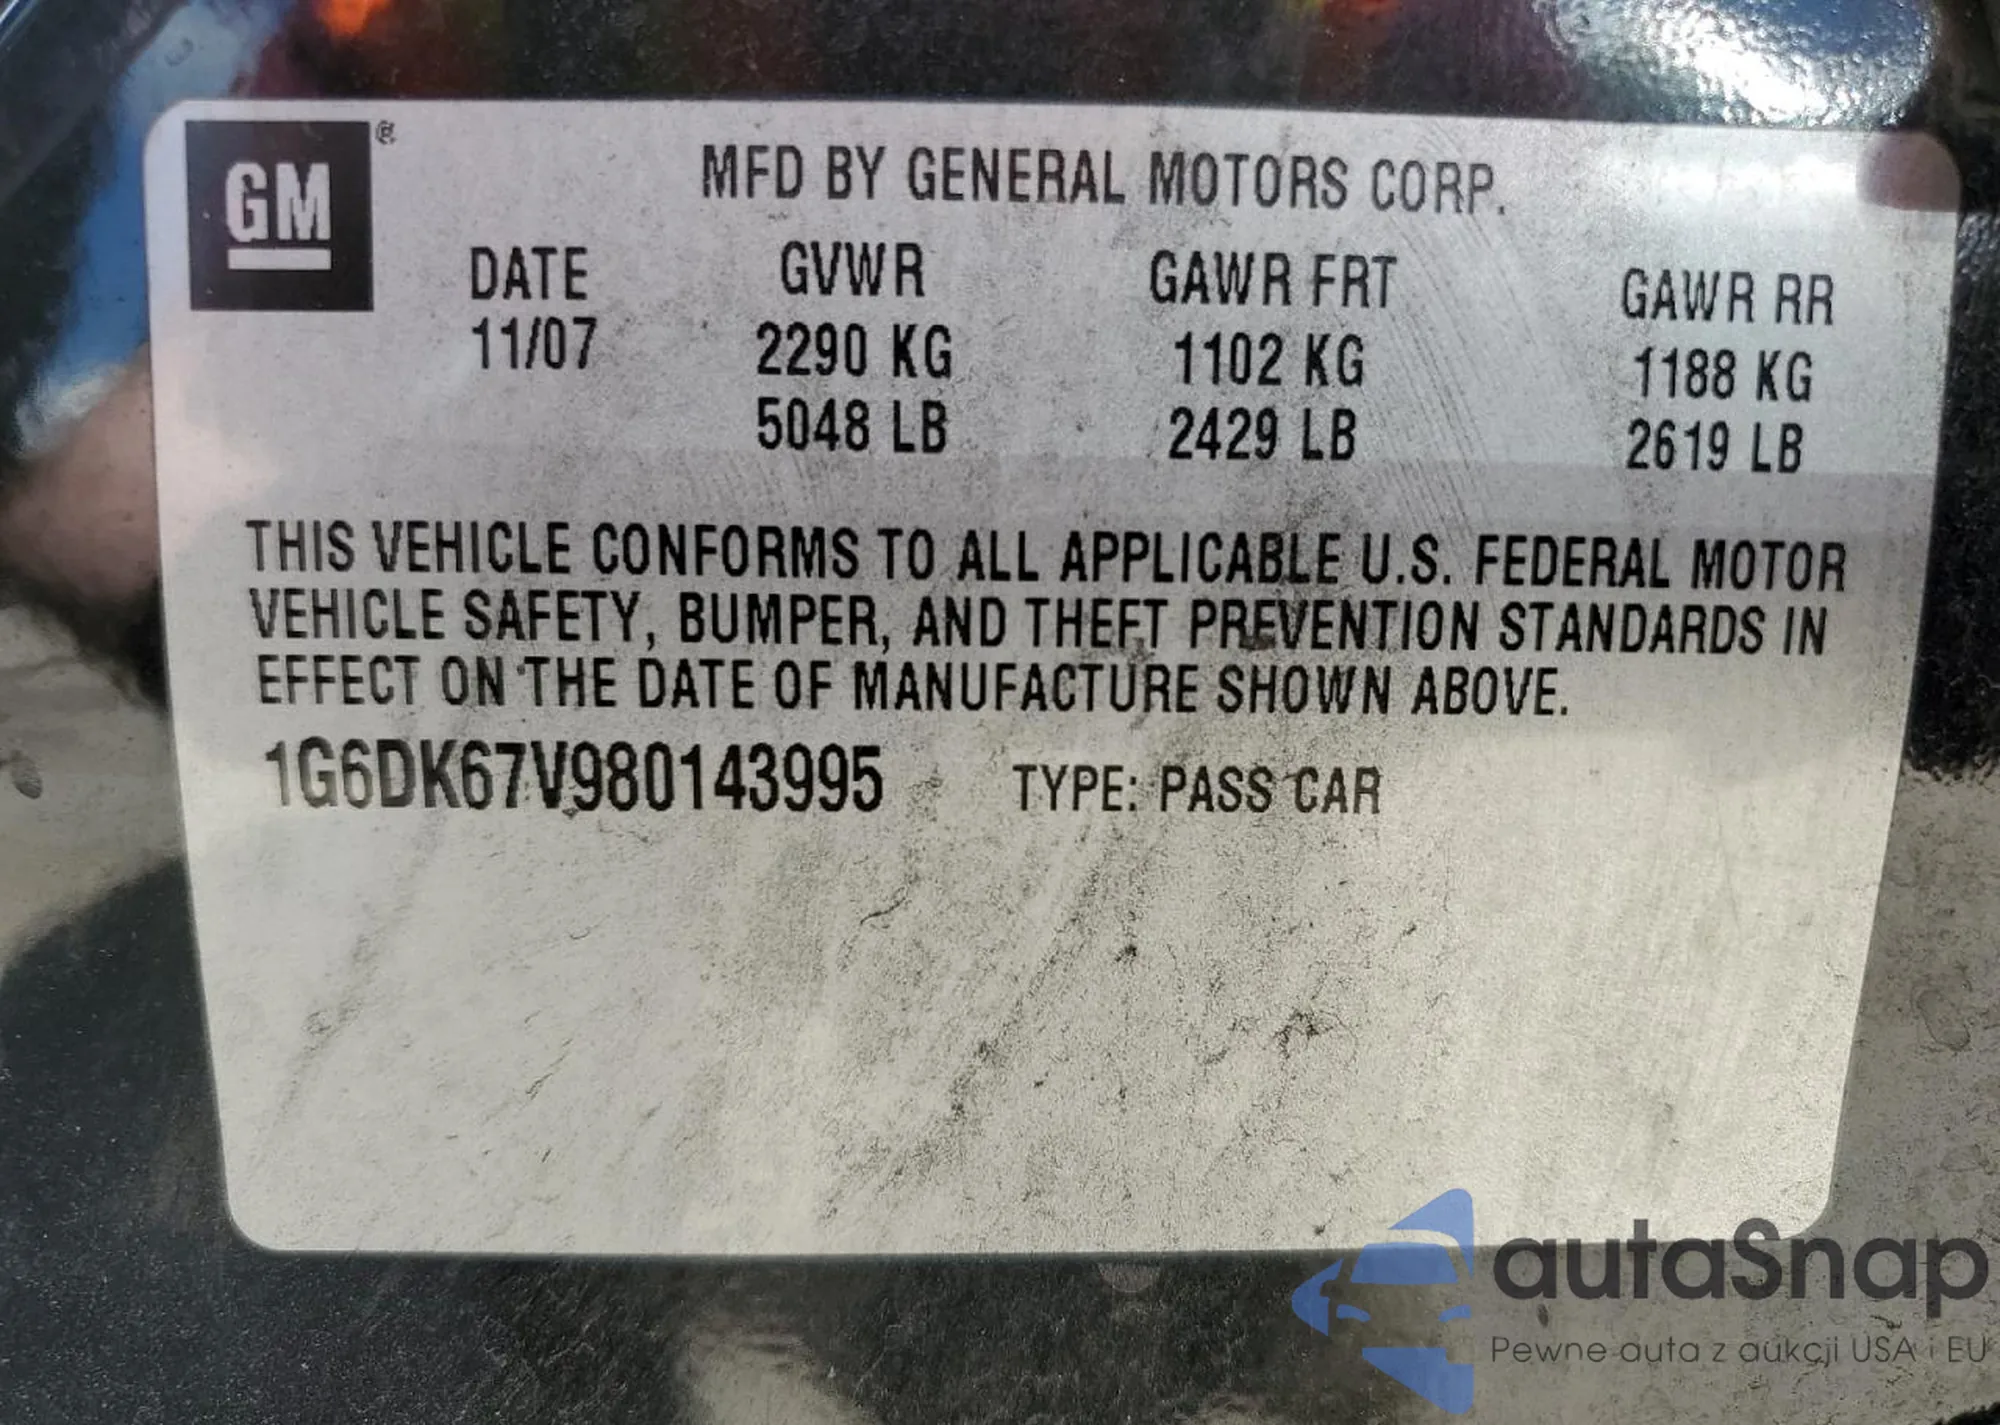 GM ®
MFD BY GENERAL MOTORS CORP.
DATE GVWR GAWR FRT GAWR RR
11/07 2290 KG 1102 KG 1188 KG
5048 LB 2429 LB 2619 LB
THIS VEHICLE CONFORMS TO ALL APPLICABLE U.S. FEDERAL MOTOR
VEHICLE SAFETY, BUMPER, AND THEFT PREVENTION STANDARDS IN
EFFECT ON THE DATE OF MANUFACTURE SHOWN ABOVE.
1G6DK67V980143995 TYPE: PASS CAR
autaSnap
Pewne auta z aukcji USA i EU